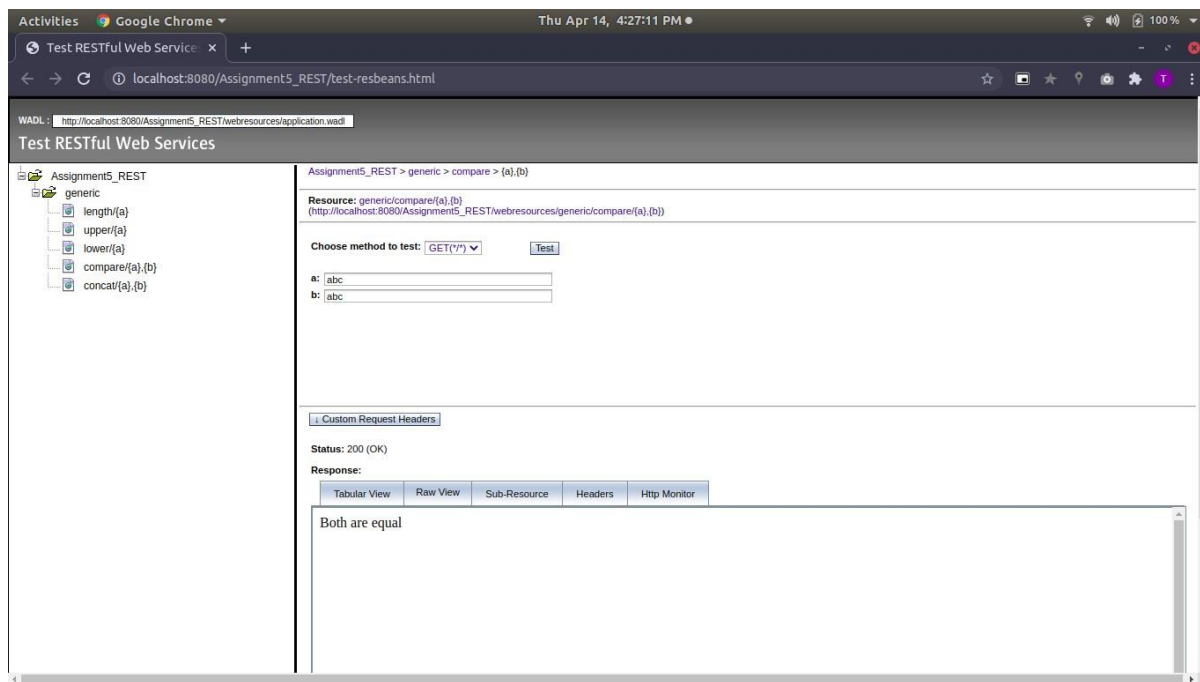 Activities Google Chrome Thu Apr 14, 4:27:11 PM 100 %
Test RESTful Web Service × +
localhost:8080/Assignment5_REST/test-resbeans.html T
WADL : http://localhost:8080/Assignment5_REST/webresources/application.wadl
Test RESTful Web Services
Assignment5_REST
generic
length/{a}
upper/{a}
lower/{a}
compare/{a},{b}
concat/{a},{b}
Assignment5_REST > generic > compare > {a},{b}
Resource: generic/compare/{a},{b}
(http://localhost:8080/Assignment5_REST/webresources/generic/compare/{a},{b})
Choose method to test: GET(*/*) Test
a: abc
b: abc
↓ Custom Request Headers
Status: 200 (OK)
Response:
Tabular View Raw View Sub-Resource Headers Http Monitor
Both are equal